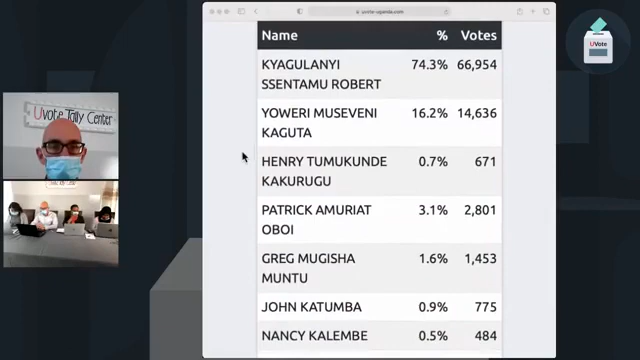 uvote-uganda.com
UVote
Name % Votes
KYAGULANYI 74.3% 66,954
SSENTAMU ROBERT
YOWERI MUSEVENI 16.2% 14,636
KAGUTA
HENRY TUMUKUNDE 0.7% 671
KAKURUGU
PATRICK AMURIAT 3.1% 2,801
OBOI
GREG MUGISHA 1.6% 1,453
MUNTU
JOHN KATUMBA 0.9% 775
NANCY KALEMBE 0.5% 484
Uvote Tally Center